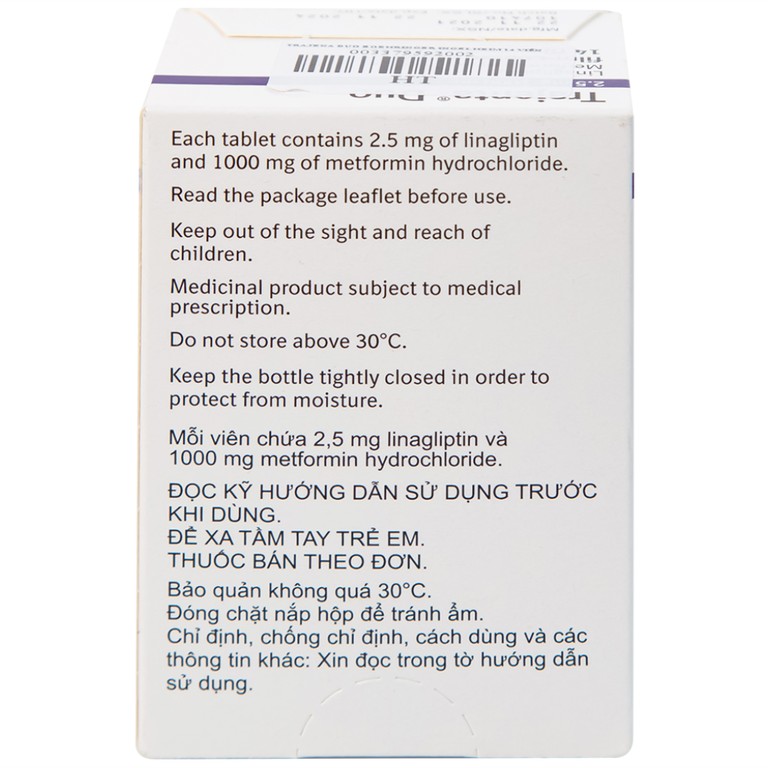 003379592002
HT
Trajenta® Duo
2.5
Each tablet contains 2.5 mg of linagliptin
and 1000 mg of metformin hydrochloride.
Read the package leaflet before use.
Keep out of the sight and reach of
children.
Medicinal product subject to medical
prescription.
Do not store above 30°C.
Keep the bottle tightly closed in order to
protect from moisture.
Mỗi viên chứa 2,5 mg linagliptin và
1000 mg metformin hydrochloride.
ĐỌC KỸ HƯỚNG DẪN SỬ DỤNG TRƯỚC
KHI DÙNG.
ĐỂ XA TẦM TAY TRẺ EM.
THUỐC BÁN THEO ĐƠN.
Bảo quản không quá 30°C.
Đóng chặt nắp hộp để tránh ẩm.
Chỉ định, chống chỉ định, cách dùng và các
thông tin khác: Xin đọc trong tờ hướng dẫn
sử dụng.